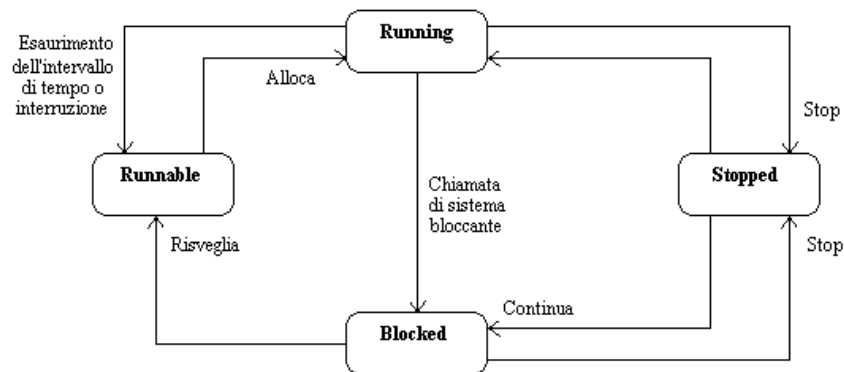 Running
Esaurimento
dell'intervallo
di tempo o
interruzione
Alloca
Stop
Runnable
Stopped
Chiamata
di sistema
bloccante
Risveglia
Stop
Continua
Blocked